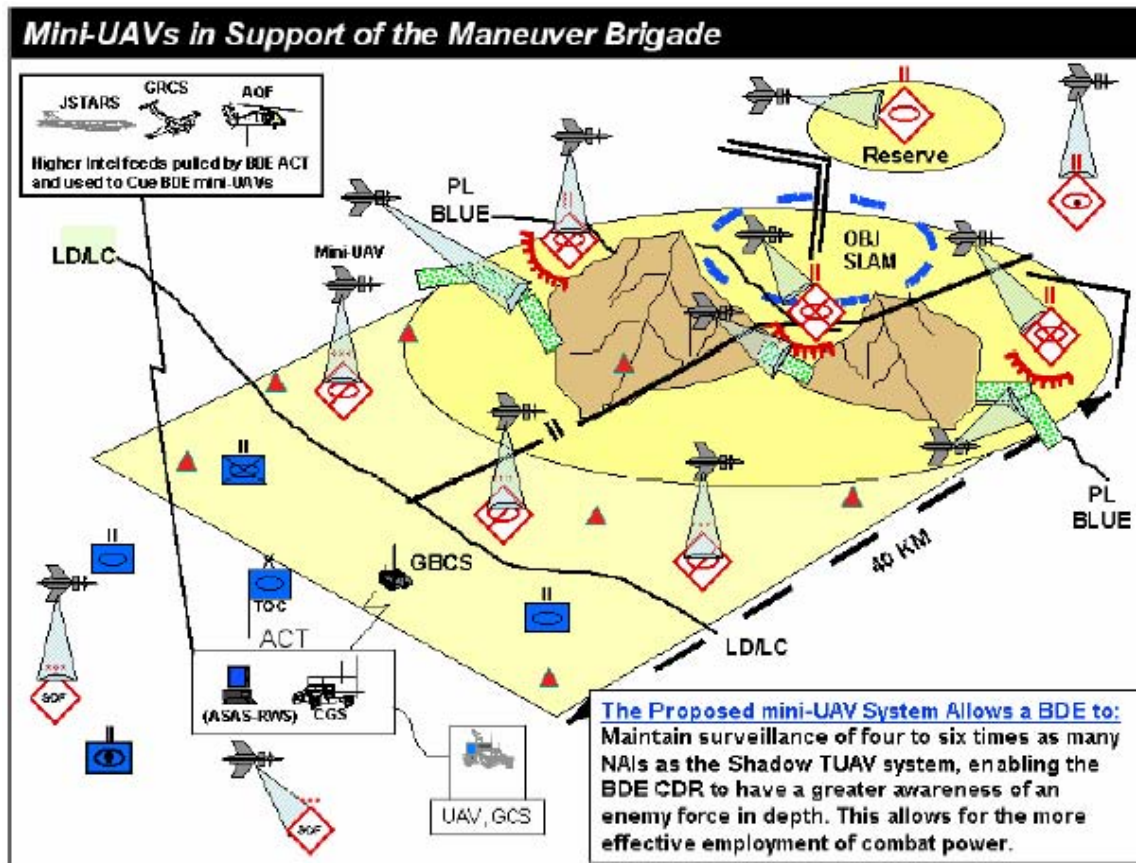 Mini-UAVs in Support of the Maneuver Brigade
JSTARS
GRCS
AQF
Higher Intel feeds pulled by BDE ACT
and used to Cue BDE mini-UAVs
Reserve
PL
BLUE
OBJ
SLAM
LD/LC
Mini-UAV
PL
BLUE
40 KM
GBCS
X
TOC
ACT
LD/LC
(ASAS-RWS)
CGS
SOF
SOF
UAV, GCS
The Proposed mini-UAV System Allows a BDE to:
Maintain surveillance of four to six times as many
NAIs as the Shadow TUAV system, enabling the
BDE CDR to have a greater awareness of an
enemy force in depth. This allows for the more
effective employment of combat power.